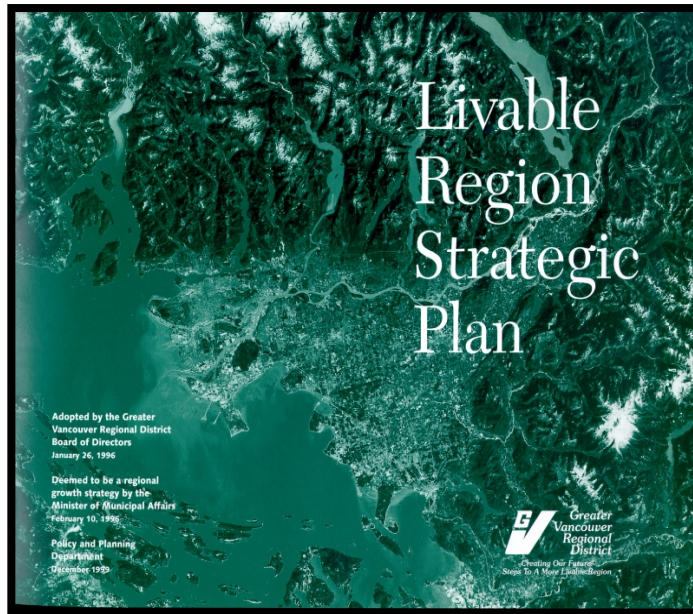 Livable
Region
Strategic
Plan
Adopted by the Greater
Vancouver Regional District
Board of Directors
January 26, 1996
Deemed to be a regional
growth strategy by the
Minister of Municipal Affairs
February 10, 1996
Policy and Planning
Department
December 1999
GV
Greater
Vancouver
Regional
District
Creating Our Future
Steps To A More Livable Region